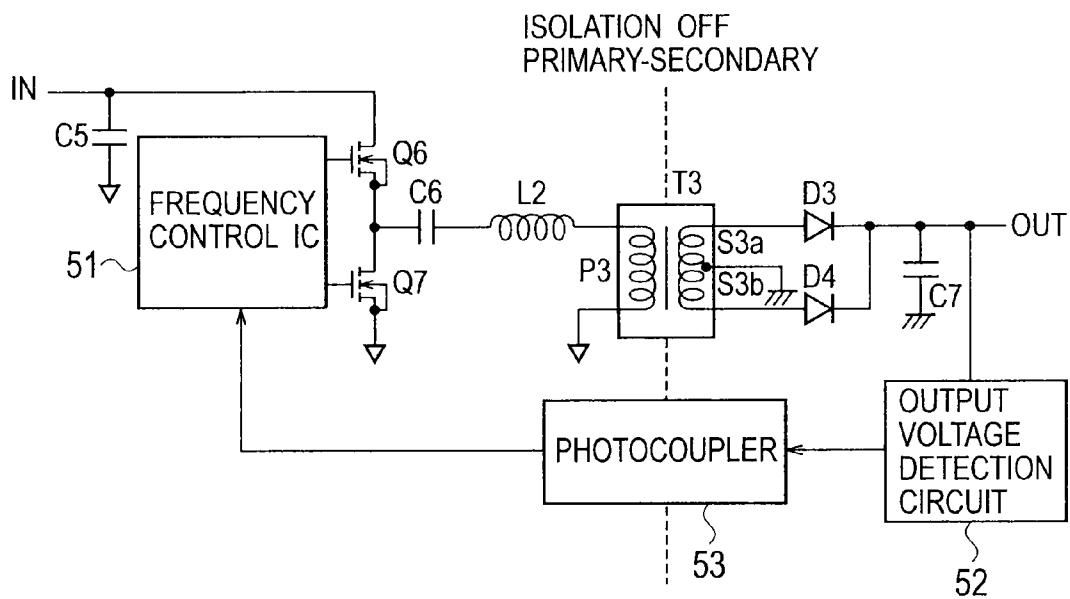 ISOLATION OFF
PRIMARY-SECONDARY
IN
C5
FREQUENCY
CONTROL IC
51
Q6
Q7
C6
L2
T3
P3
S3a
S3b
D3
D4
OUT
C7
PHOTOCOUPLER
53
OUTPUT
VOLTAGE
DETECTION
CIRCUIT
52